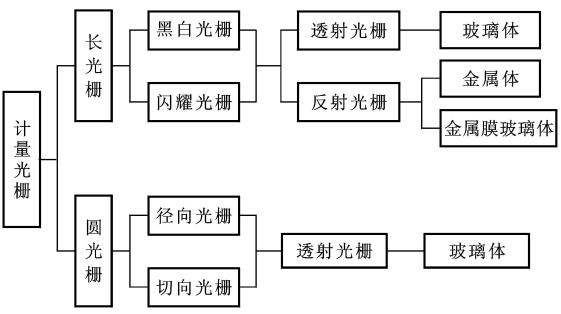 计量光栅
长光栅
黑白光栅
闪耀光栅
透射光栅
玻璃体
反射光栅
金属体
金属膜玻璃体
圆光栅
径向光栅
切向光栅
透射光栅
玻璃体